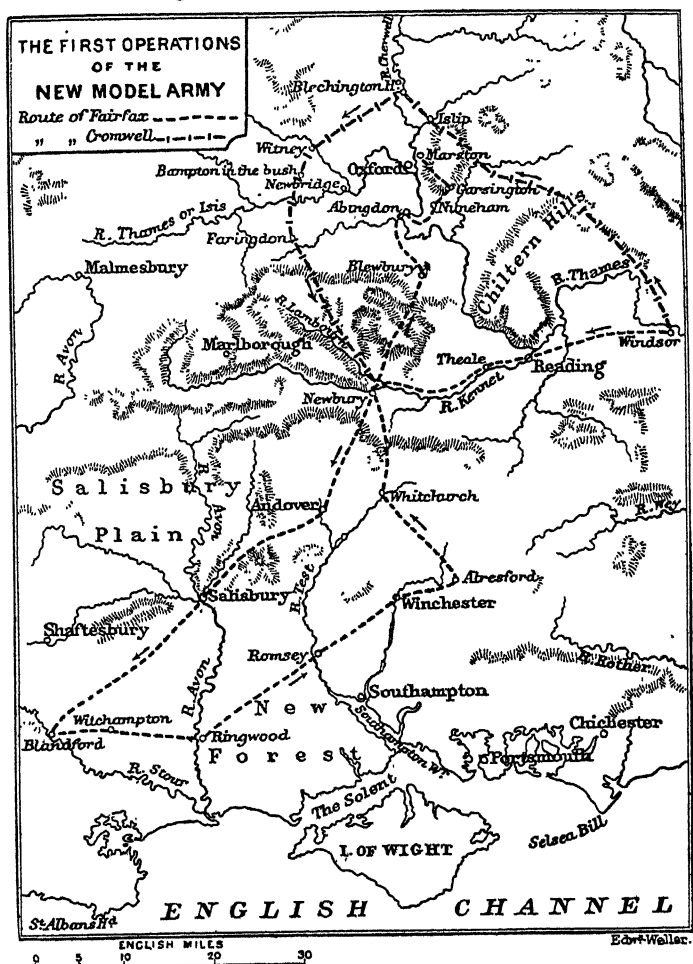 THE FIRST OPERATIONS
OF THE
NEW MODEL ARMY
Route of Fairfax
„ „ Cromwell
R. Cherwell
Blechington H.
Islip
Witney
Marston
Oxford
Bampton in the bush
Newbridge
Garsington
Abingdon
Nuneham
R. Thames or Isis
Faringdon
Chiltern Hills
Blewbury
R. Thames
Malmesbury
R. Lambourn
R. Avon
Marlborough
Windsor
Theale
Reading
Newbury
R. Kennet
Salisbury
Plain
R. Avon
Andover
Whitchurch
R. Wey
R. Test
Alresford
Salisbury
Winchester
Shaftesbury
Romsey
R. Rother
R. Avon
Southampton
New
Forest
Witchampton
Chichester
Blandford
Ringwood
Southampton Wr.
Portsmouth
R. Stour
The Solent
Selsea Bill
I. OF WIGHT
St. Albans Hd.
ENGLISH CHANNEL
Edwd. Weller.
ENGLISH MILES
0 5 10 20 30